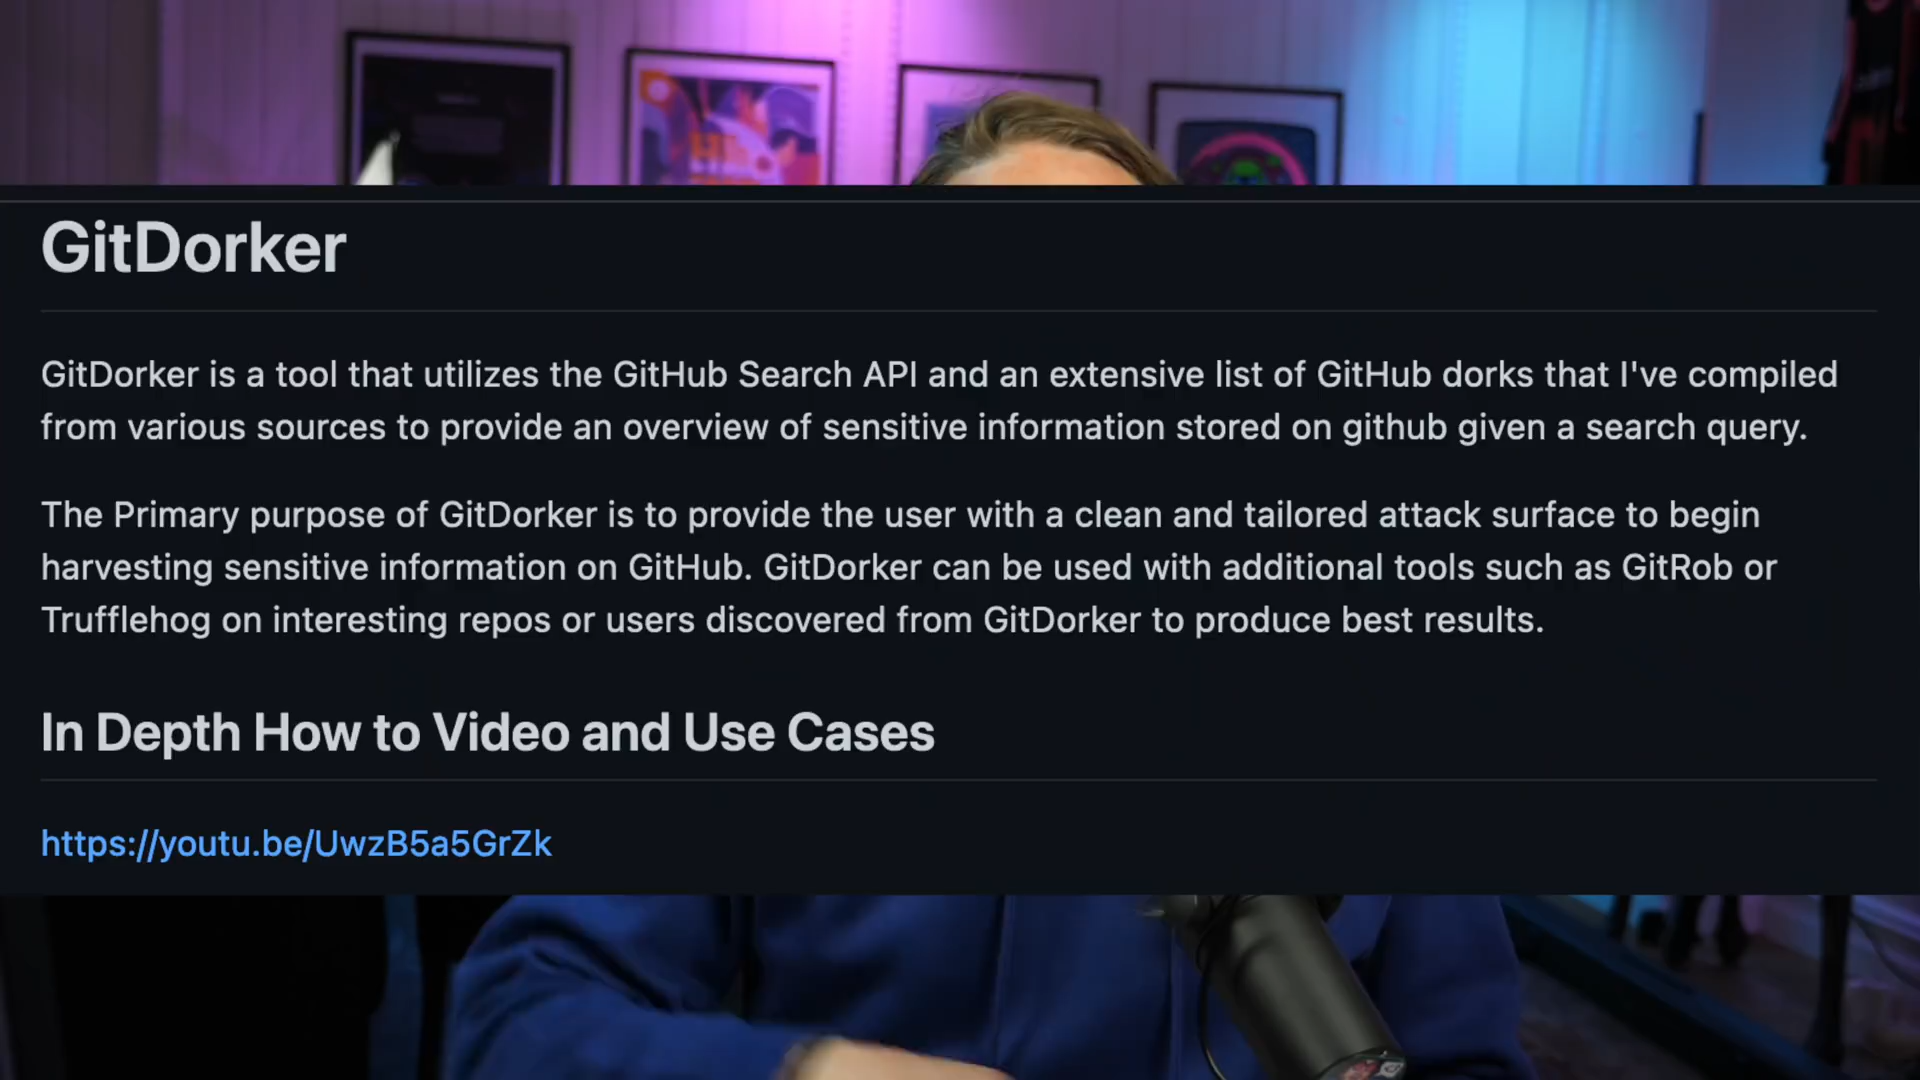 GitDorker
GitDorker is a tool that utilizes the GitHub Search API and an extensive list of GitHub dorks that I've compiled
from various sources to provide an overview of sensitive information stored on github given a search query.
The Primary purpose of GitDorker is to provide the user with a clean and tailored attack surface to begin
harvesting sensitive information on GitHub. GitDorker can be used with additional tools such as GitRob or
Trufflehog on interesting repos or users discovered from GitDorker to produce best results.
In Depth How to Video and Use Cases
https://youtu.be/UwzB5a5GrZk